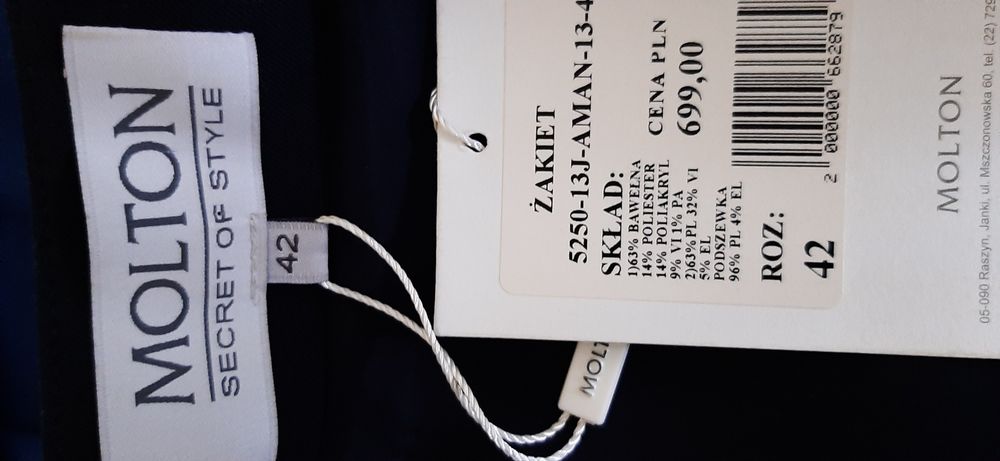 MOLTON
SECRET OF STYLE
42
ŻAKIET
5250-13J-AMAN-13-4
SKŁAD:
1)63% BAWEŁNA
14% POLIESTER
14% POLIAKRYL
9% VI 1% PA
2)63%PL 32% VI
5% EL
PODSZEWKA
96% PL 4% EL
CENA PLN
699,00
ROZ:
42
2 000000 662879
MOLTON
05-090 Raszyn, Janki, ul. Mszczonowska 60, tel. (22) 729
MOLT